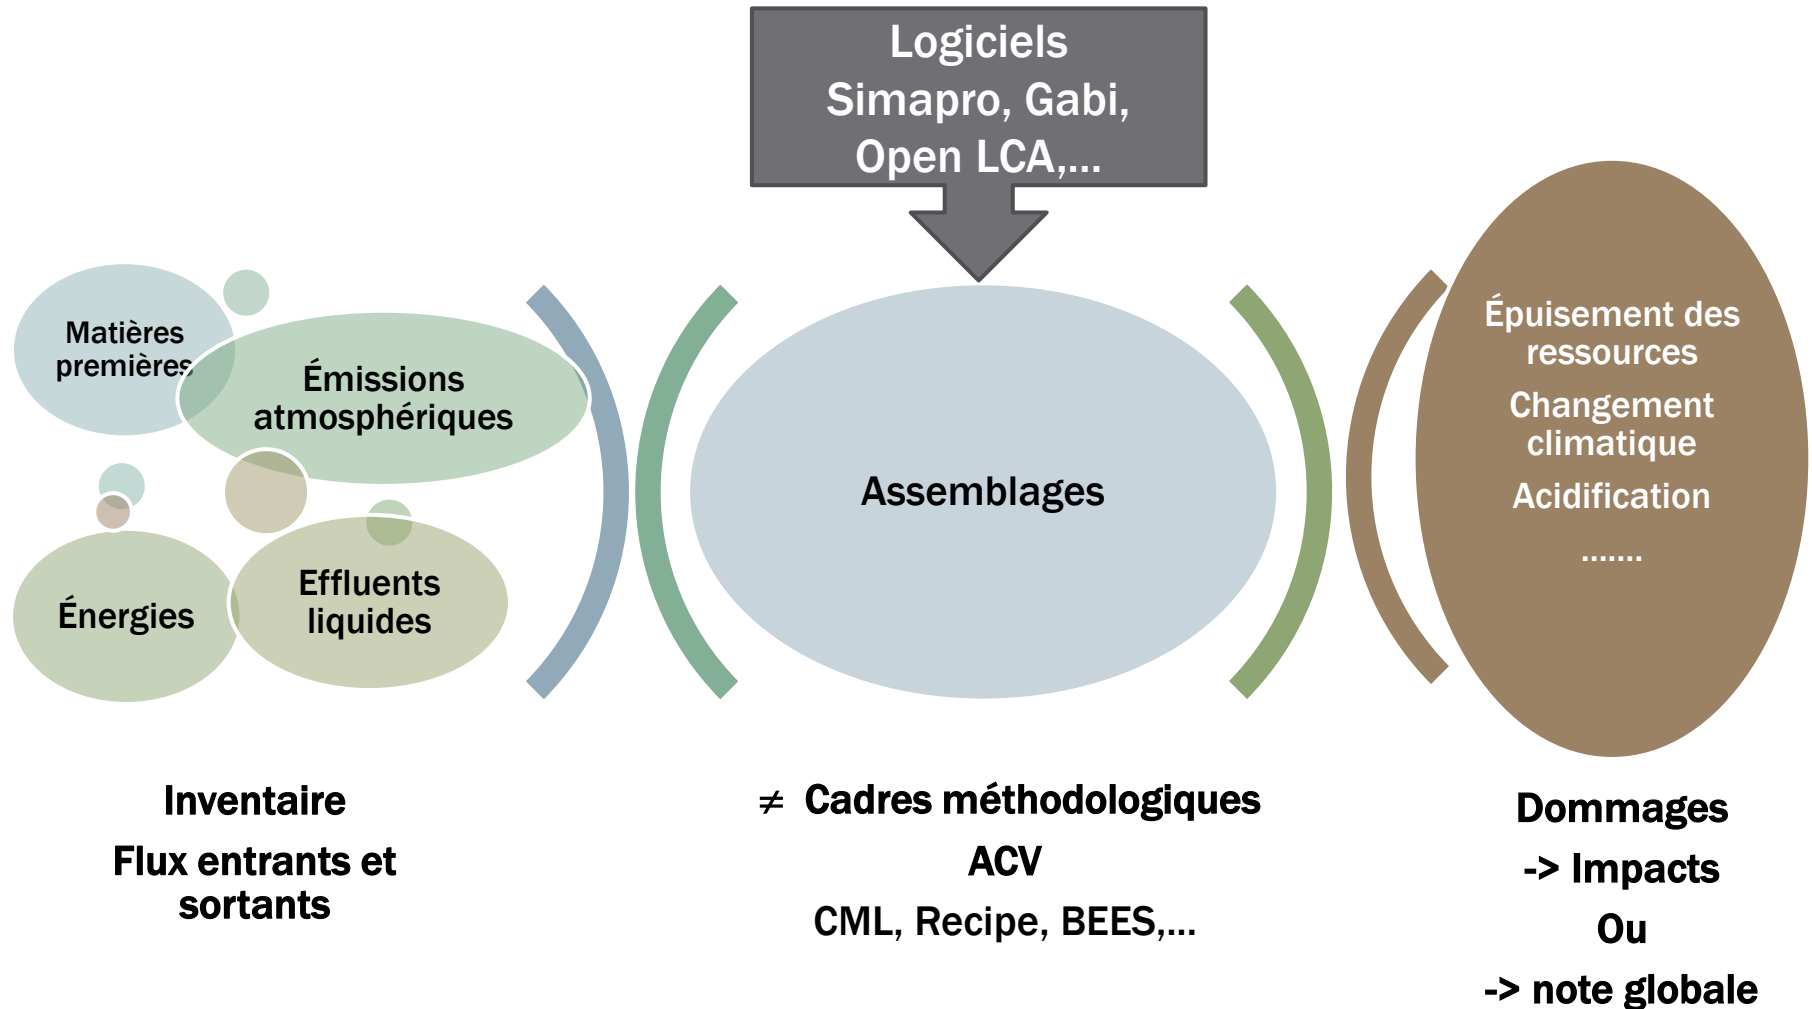 Logiciels
Simapro, Gabi,
Open LCA,...
Matières
premières
Émissions
atmosphériques
Énergies
Effluents
liquides
Assemblages
Épuisement des
ressources
Changement
climatique
Acidification
.......
Inventaire
Flux entrants et
sortants
≠ Cadres méthodologiques
ACV
CML, Recipe, BEES,...
Dommages
-> Impacts
Ou
-> note globale